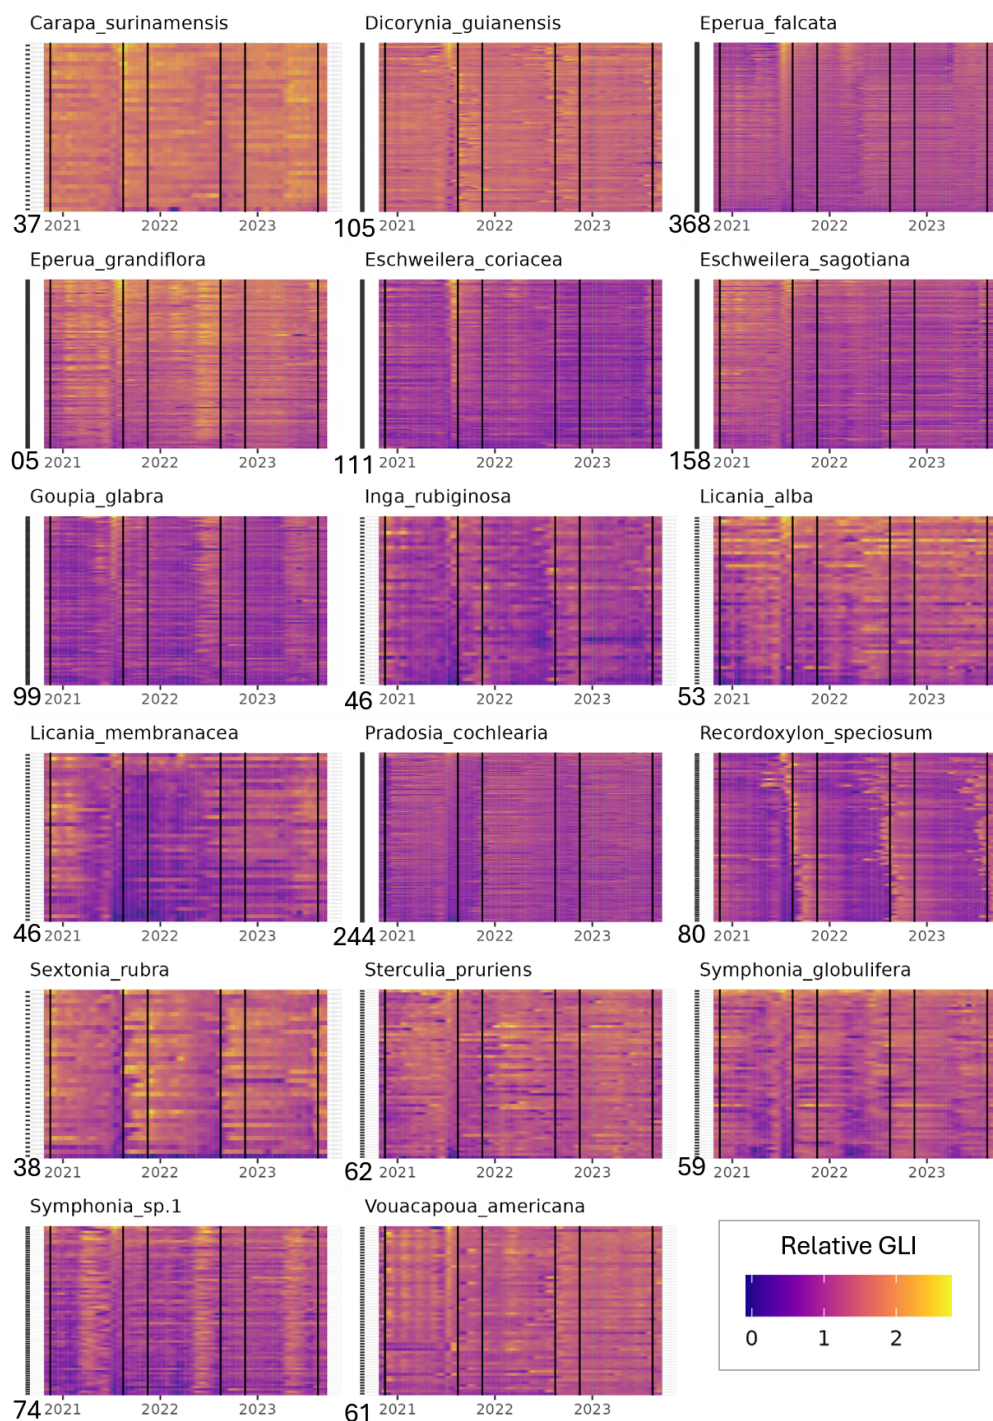 Carapa_surinamensis Dicorynia_guianensis Eperua_falcata
37 2021 2022 2023 105 2021 2022 2023 368 2021 2022 2023
Eperua_grandiflora Eschweilera_coriacea Eschweilera_sagotiana
05 2021 2022 2023 111 2021 2022 2023 158 2021 2022 2023
Goupia_glabra Inga_rubiginosa Licania_alba
99 2021 2022 2023 46 2021 2022 2023 53 2021 2022 2023
Licania_membranacea Pradosia_cochlearia Recordoxylon_speciosum
46 2021 2022 2023 244 2021 2022 2023 80 2021 2022 2023
Sextonia_rubra Sterculia_pruriens Symphonia_globulifera
38 2021 2022 2023 62 2021 2022 2023 59 2021 2022 2023
Symphonia_sp.1 Vouacapoua_americana
Relative GLI
0 1 2
74 2021 2022 2023 61 2021 2022 2023